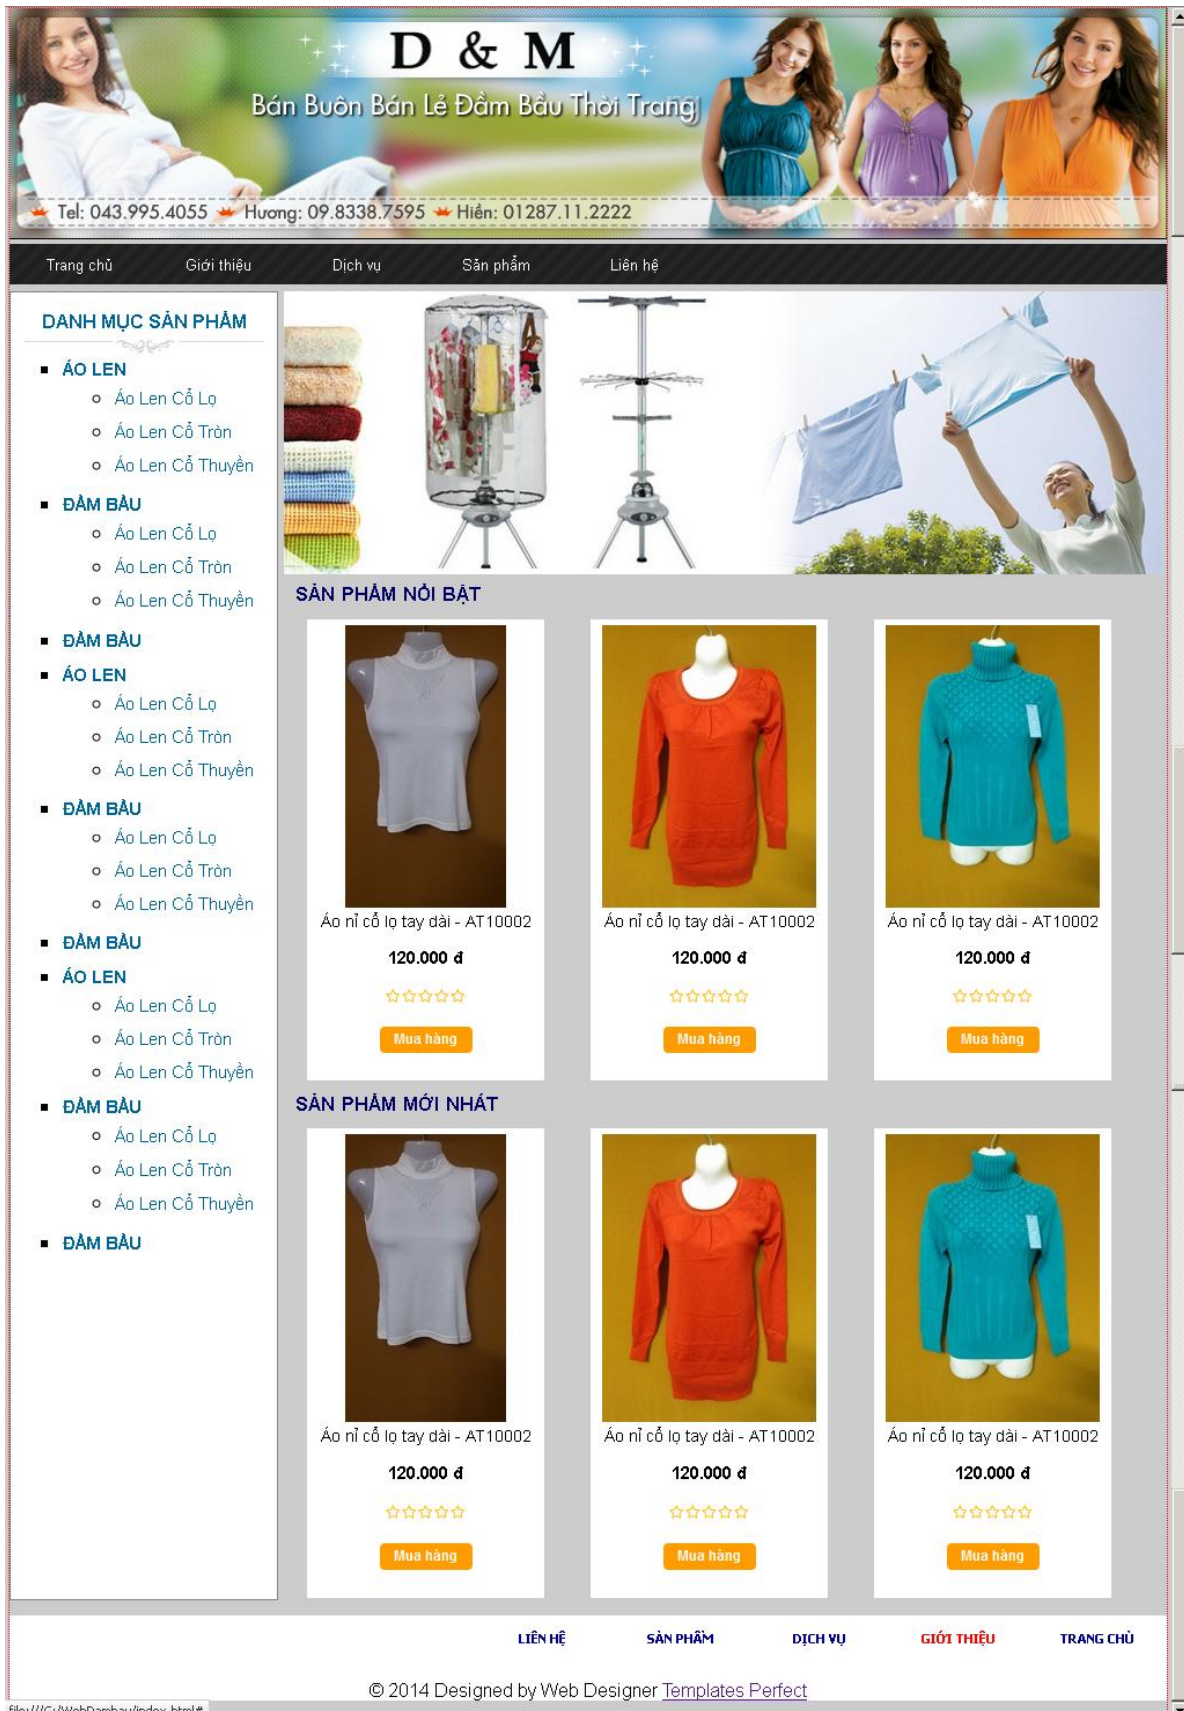 D & M
Bán Buôn Bán Lẻ Đầm Bầu Thời Trang
Tel: 043.995.4055 Hương: 09.8338.7595 Hiền: 01287.11.2222
Trang chủ Giới thiệu Dịch vụ Sản phẩm Liên hệ
DANH MỤC SẢN PHẨM
ÁO LEN
Áo Len Cổ Lọ
Áo Len Cổ Tròn
Áo Len Cổ Thuyền
ĐẦM BẦU
Áo Len Cổ Lọ
Áo Len Cổ Tròn
Áo Len Cổ Thuyền
ĐẦM BẦU
ÁO LEN
Áo Len Cổ Lọ
Áo Len Cổ Tròn
Áo Len Cổ Thuyền
ĐẦM BẦU
Áo Len Cổ Lọ
Áo Len Cổ Tròn
Áo Len Cổ Thuyền
ĐẦM BẦU
ÁO LEN
Áo Len Cổ Lọ
Áo Len Cổ Tròn
Áo Len Cổ Thuyền
ĐẦM BẦU
Áo Len Cổ Lọ
Áo Len Cổ Tròn
Áo Len Cổ Thuyền
ĐẦM BẦU
SẢN PHẨM NỔI BẬT
Áo nỉ cổ lọ tay dài - AT10002 Áo nỉ cổ lọ tay dài - AT10002 Áo nỉ cổ lọ tay dài - AT10002
120.000 đ 120.000 đ 120.000 đ
Mua hàng Mua hàng Mua hàng
SẢN PHẨM MỚI NHẤT
Áo nỉ cổ lọ tay dài - AT10002 Áo nỉ cổ lọ tay dài - AT10002 Áo nỉ cổ lọ tay dài - AT10002
120.000 đ 120.000 đ 120.000 đ
Mua hàng Mua hàng Mua hàng
LIÊN HỆ SẢN PHẨM DỊCH VỤ GIỚI THIỆU TRANG CHỦ
© 2014 Designed by Web Designer Templates Perfect